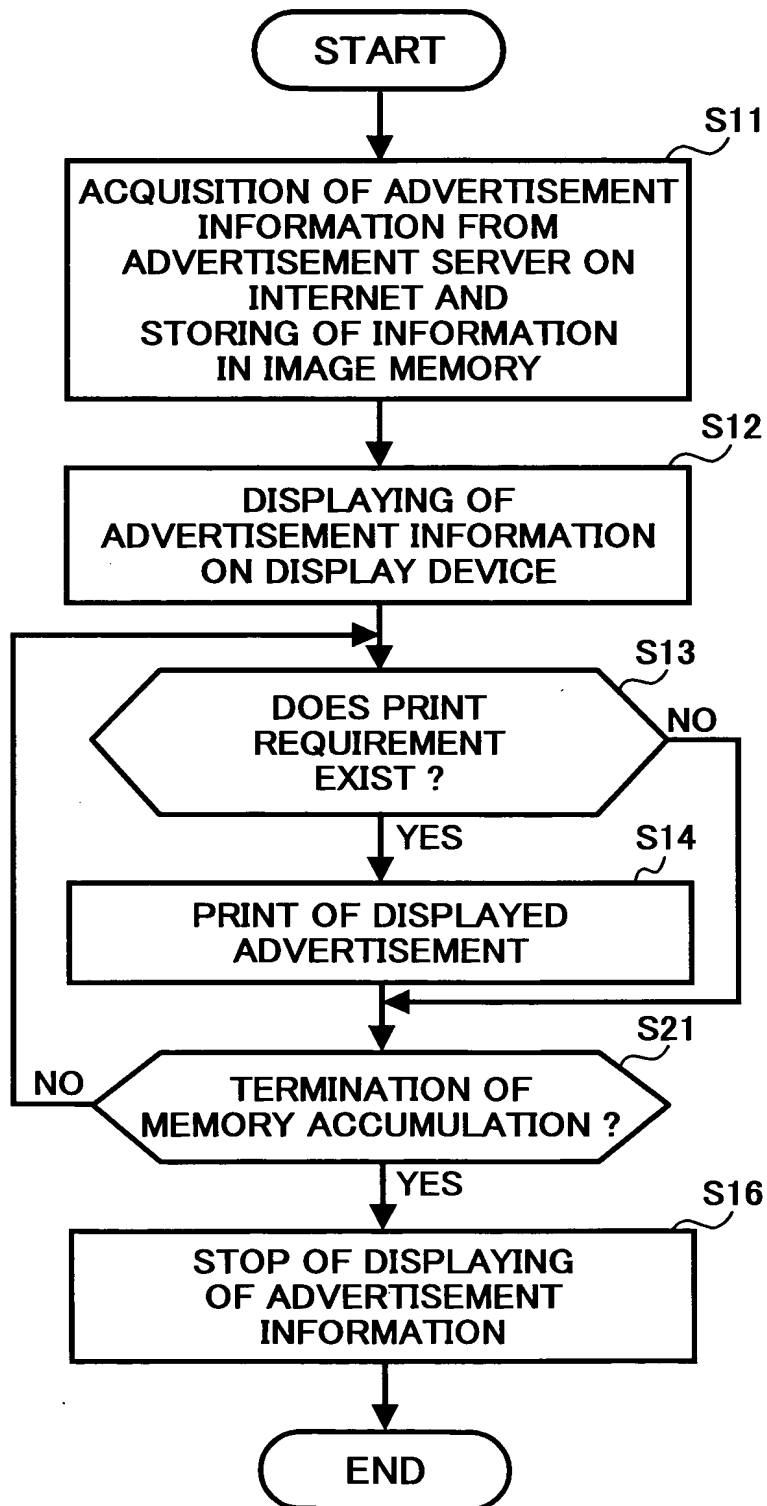 START
S11
ACQUISITION OF ADVERTISEMENT
INFORMATION FROM
ADVERTISEMENT SERVER ON
INTERNET AND
STORING OF INFORMATION
IN IMAGE MEMORY
S12
DISPLAYING OF
ADVERTISEMENT INFORMATION
ON DISPLAY DEVICE
S13
DOES PRINT
REQUIREMENT
EXIST ?
NO
YES
S14
PRINT OF DISPLAYED
ADVERTISEMENT
S21
NO
TERMINATION OF
MEMORY ACCUMULATION ?
YES
S16
STOP OF DISPLAYING
OF ADVERTISEMENT
INFORMATION
END